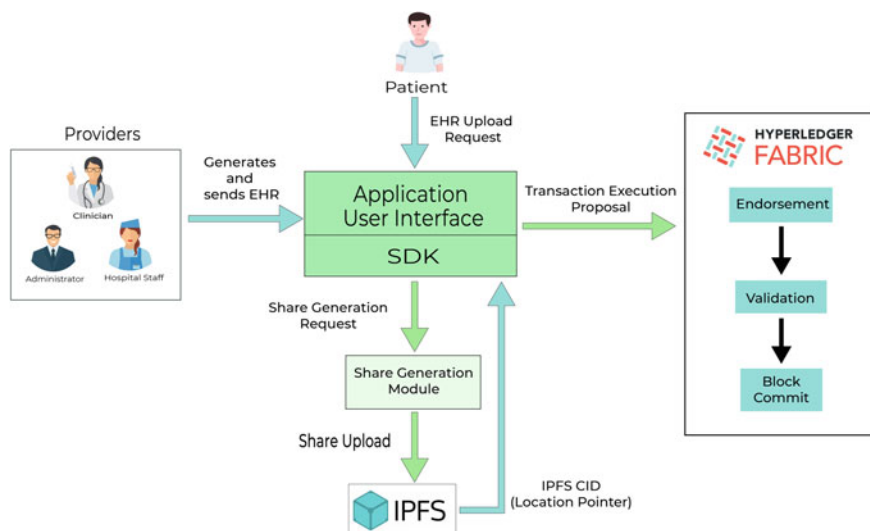 Patient
EHR Upload
Request
Providers
Clinician
Administrator
Hospital Staff
Generates
and
sends EHR
Application
User Interface
SDK
Transaction Execution
Proposal
HYPERLEDGER
FABRIC
Endorsement
Validation
Block
Commit
Share Generation
Request
Share Generation
Module
Share Upload
IPFS
IPFS CID
(Location Pointer)